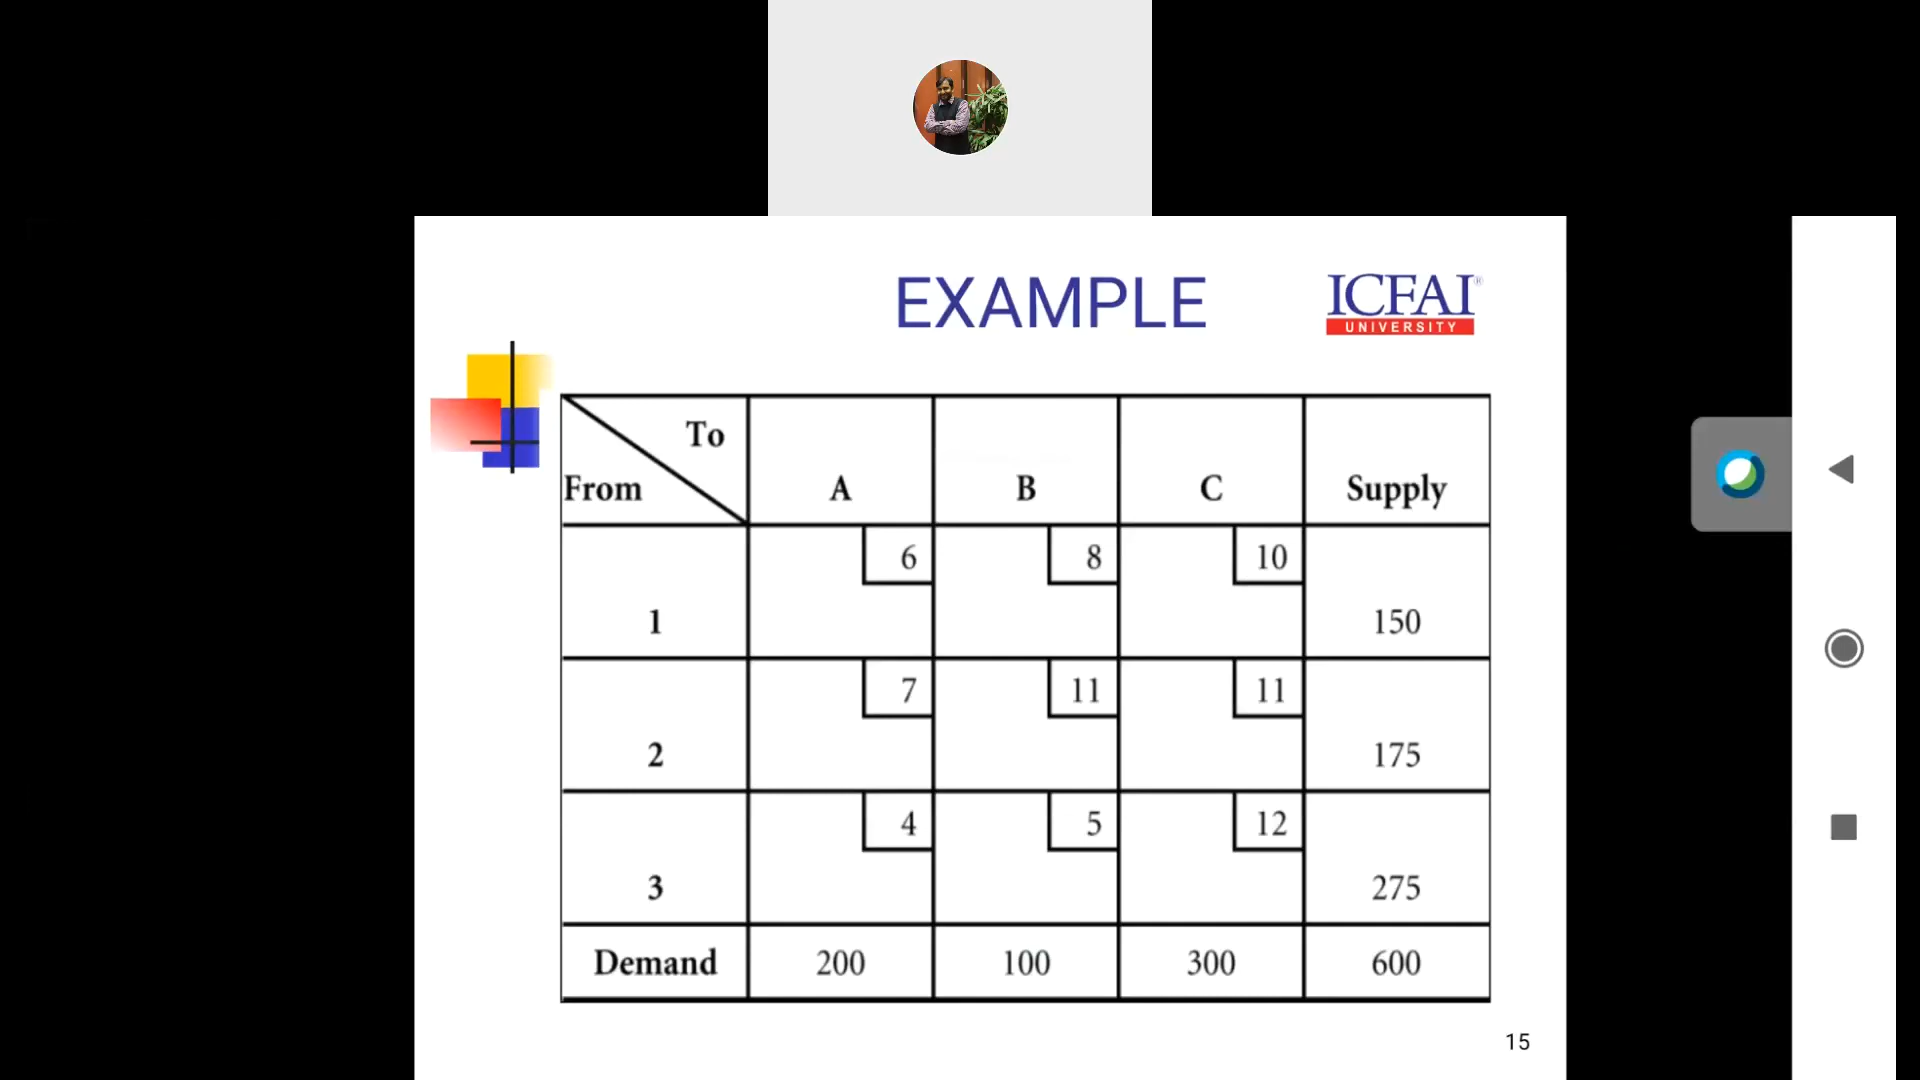 EXAMPLE
ICFAI®
UNIVERSITY
To
From A B C Supply
6 8 10
1 150
7 11 11
2 175
4 5 12
3 275
Demand 200 100 300 600
15